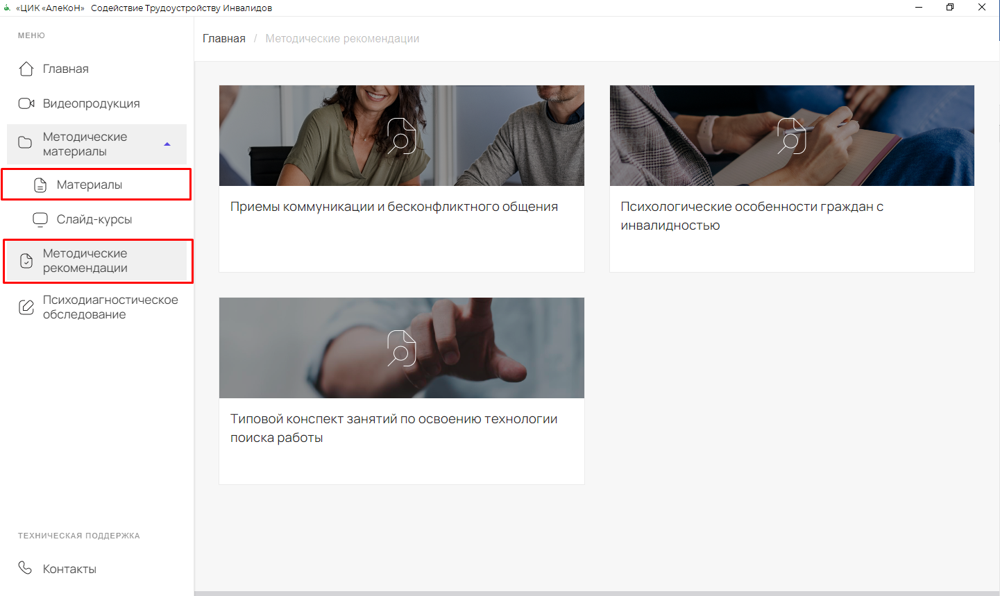 «ЦИК «АлеКоН»   Содействие Трудоустройству Инвалидов
МЕНЮ
Главная
Видеопродукция
Методические
материалы
Материалы
Слайд-курсы
Методические
рекомендации
Психодиагностическое
обследование
ТЕХНИЧЕСКАЯ ПОДДЕРЖКА
Контакты
Главная / Методические рекомендации
Приемы коммуникации и бесконфликтного общения
Психологические особенности граждан с
инвалидностью
Типовой конспект занятий по освоению технологии
поиска работы